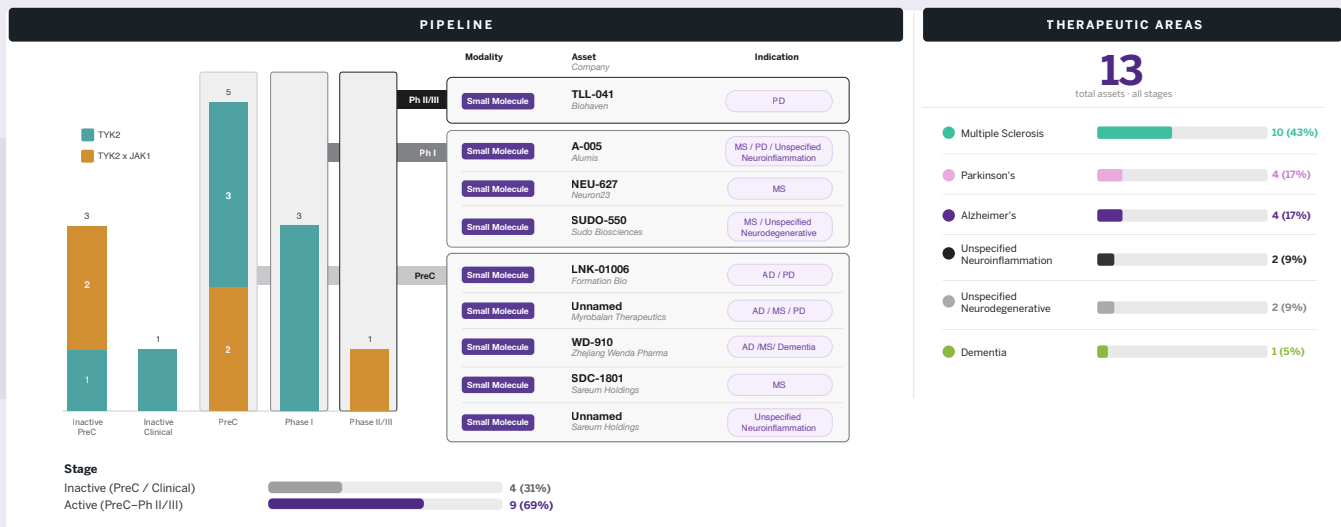 PIPELINE
TYK2
TYK2 x JAK1
3
2
1
Inactive
PreC
1
Inactive
Clinical
5
3
2
PreC
3
Phase I
1
Phase II/III
Modality
Asset
Company
Indication
Ph II/III
Small Molecule
TLL-041
Biohaven
PD
Ph I
Small Molecule
A-005
Alumis
MS / PD / Unspecified
Neuroinflammation
Small Molecule
NEU-627
Neuron23
MS
Small Molecule
SUDO-550
Sudo Biosciences
MS / Unspecified
Neurodegenerative
PreC
Small Molecule
LNK-01006
Formation Bio
AD / PD
Small Molecule
Unnamed
Myrobalan Therapeutics
AD / MS / PD
Small Molecule
WD-910
Zhejiang Wenda Pharma
AD /MS/ Dementia
Small Molecule
SDC-1801
Sareum Holdings
MS
Small Molecule
Unnamed
Sareum Holdings
Unspecified
Neuroinflammation
Stage
Inactive (PreC / Clinical)
4 (31%)
Active (PreC–Ph II/III)
9 (69%)
THERAPEUTIC AREAS
13
total assets · all stages
Multiple Sclerosis
10 (43%)
Parkinson's
4 (17%)
Alzheimer's
4 (17%)
Unspecified
Neuroinflammation
2 (9%)
Unspecified
Neurodegenerative
2 (9%)
Dementia
1 (5%)